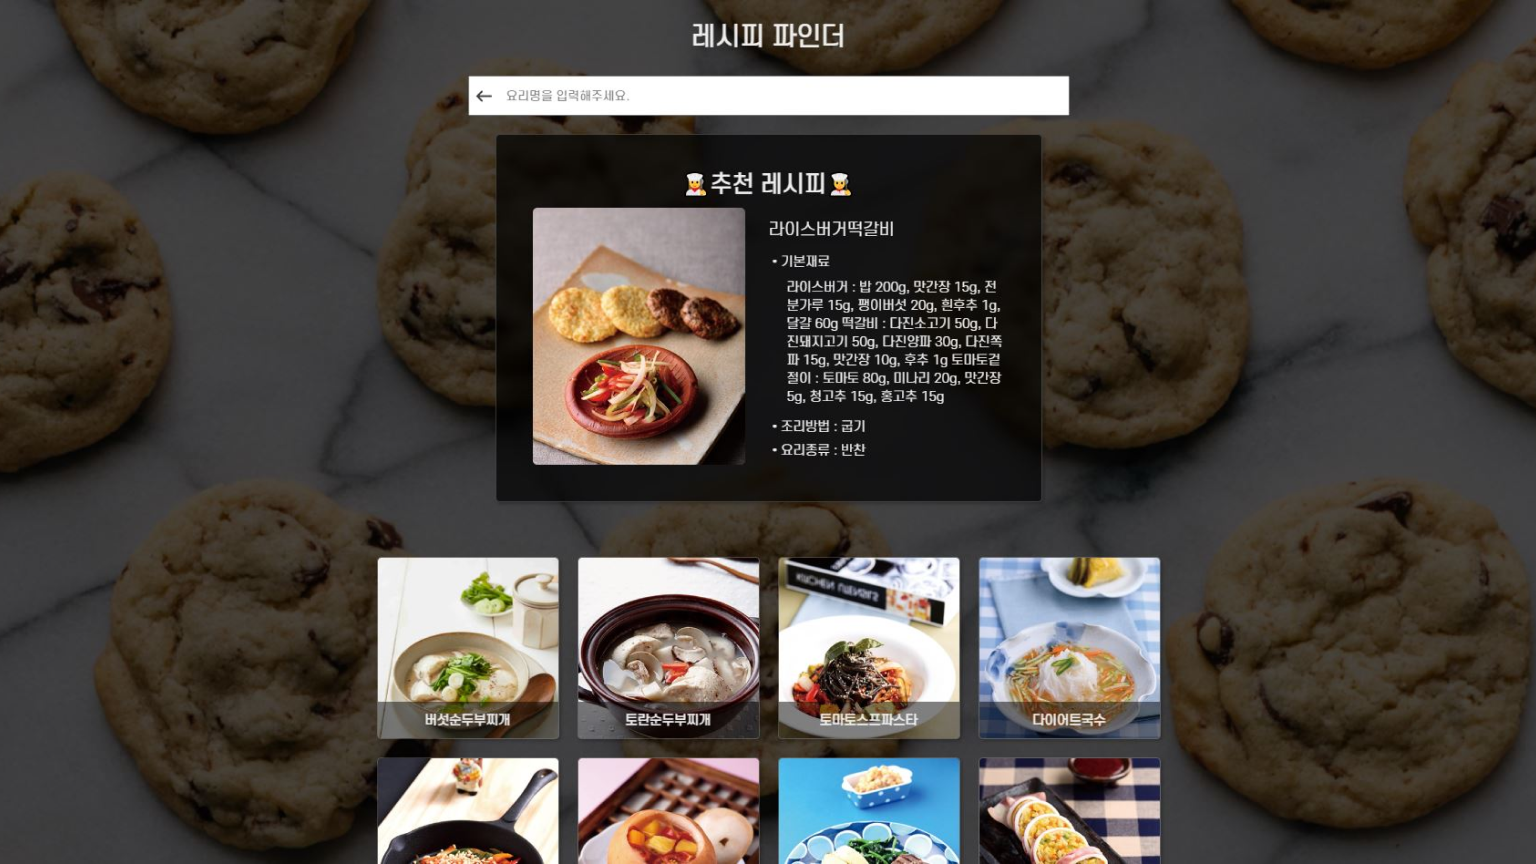 레시피 파인더
요리명을 입력해주세요.
추천 레시피
라이스버거떡갈비
• 기본재료
라이스버거 : 밥 200g, 맛간장 15g, 전
분가루 15g, 팽이버섯 20g, 흰후추 1g,
달걀 60g 떡갈비 : 다진소고기 50g, 다
진돼지고기 50g, 다진양파 30g, 다진쪽
파 15g, 맛간장 10g, 후추 1g 토마토겉
절이 : 토마토 80g, 미나리 20g, 맛간장
5g, 청고추 15g, 홍고추 15g
• 조리방법 : 굽기
• 요리종류 : 반찬
버섯순두부찌개
토란순두부찌개
토마토스프파스타
다이어트국수